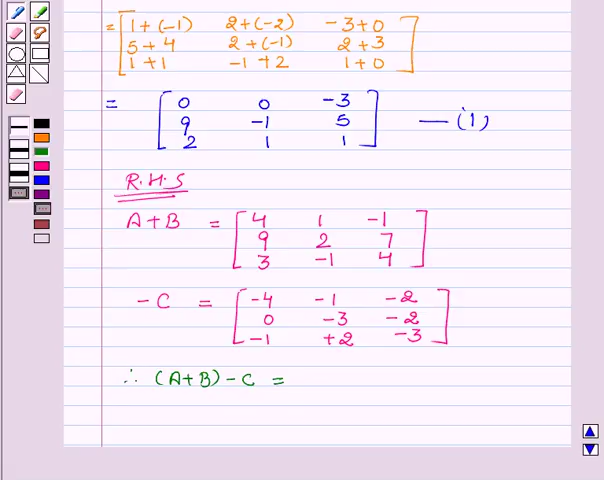 = [ 1+(-1) 2+(-2) -3+0
5+4 2+(-1) 2+3
1+1 -1+2 1+0 ]
= [ 0 0 -3
9 -1 5 — (1)
2 1 1 ]
R.H.S
A+B = [ 4 1 -1
9 2 7
3 -1 4 ]
-C = [ -4 -1 -2
0 -3 -2
-1 +2 -3 ]
∴ (A+B)-C =